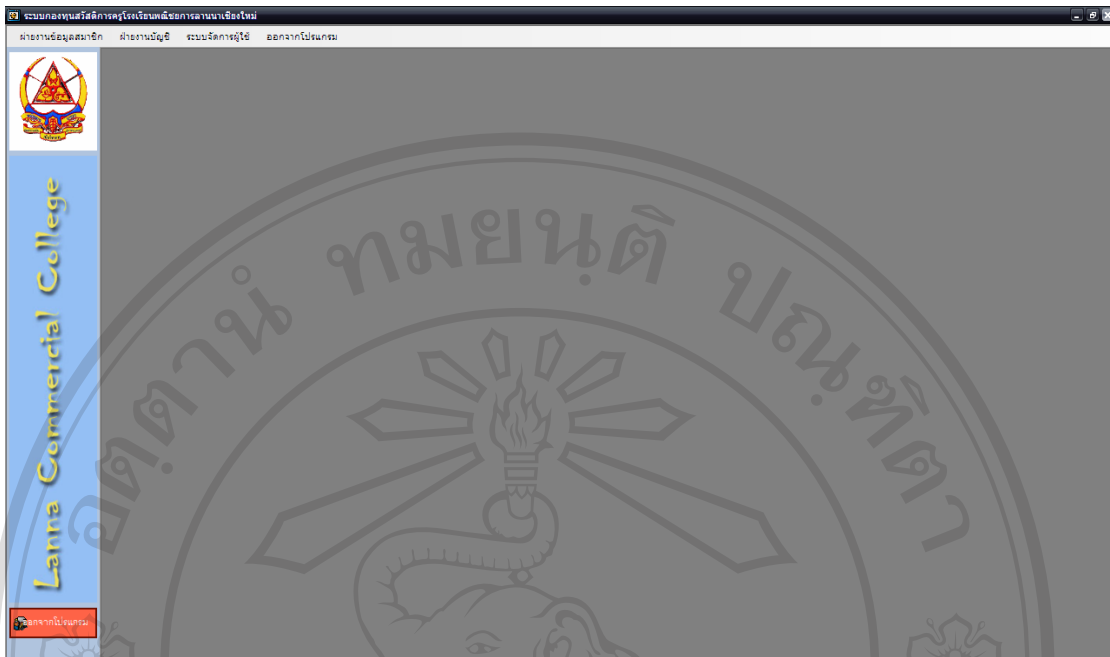 ระบบกองทุนสวัสดิการครูโรงเรียนพณิชยการลานนาเชียงใหม่
ฝ่ายงานข้อมูลสมาชิก ฝ่ายงานบัญชี ระบบจัดการผู้ใช้ ออกจากโปรแกรม
Lanna Commercial College
ออกจากโปรแกรม
อตฺตานํ ทมยนฺติ ปณฺฑิตา